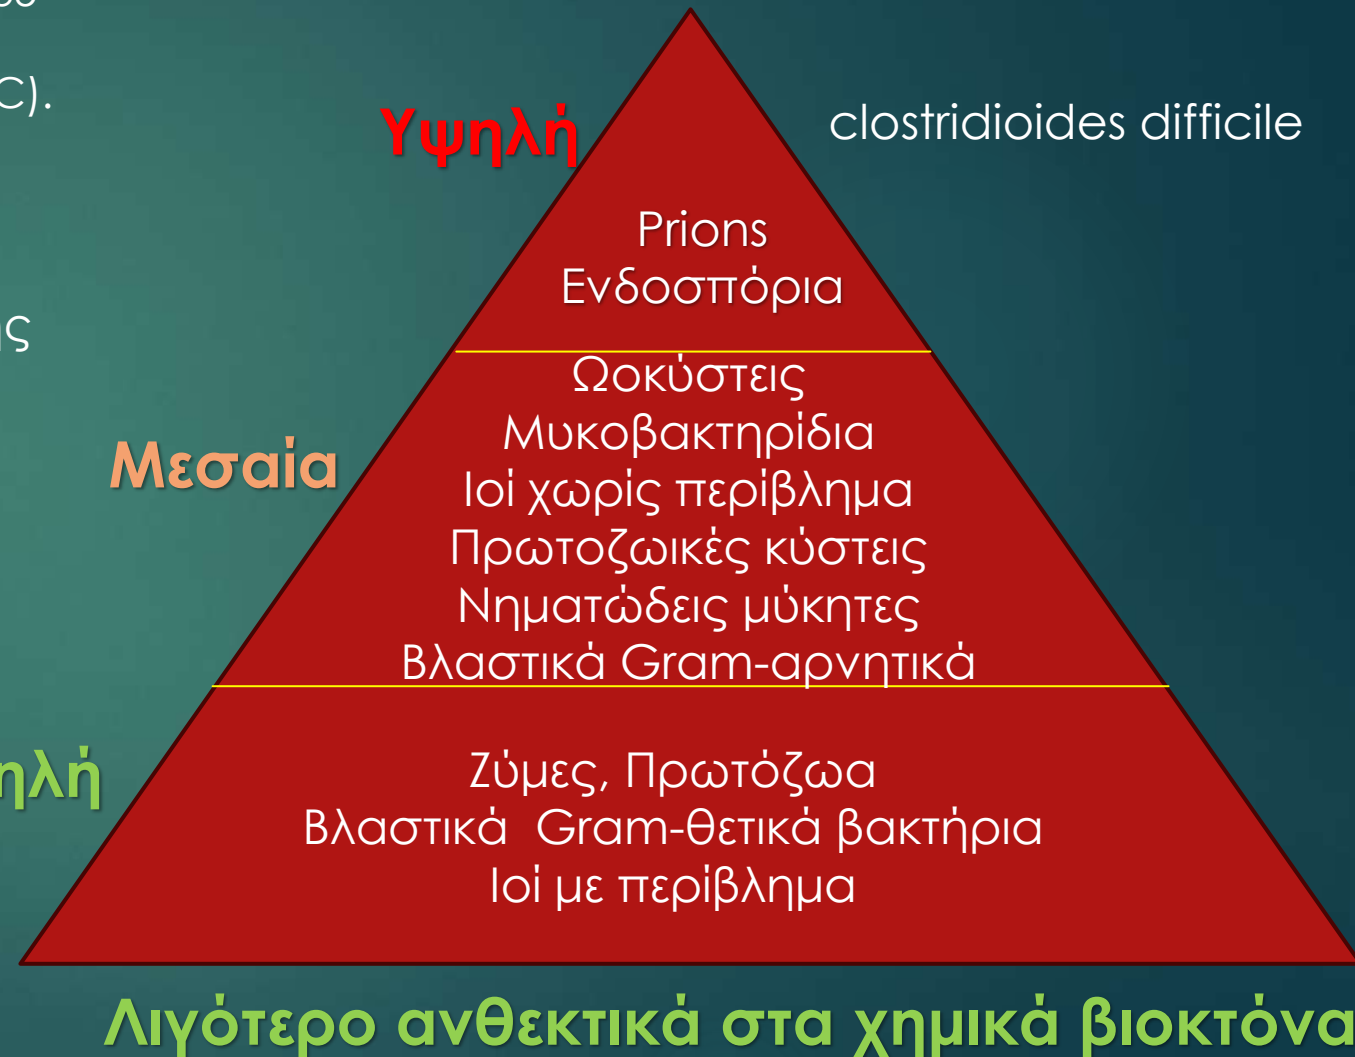 C).
ης
Υψηλή
clostridioides difficile
Prions
Ενδοσπόρια
Μεσαία
Ωοκύστεις
Μυκοβακτηρίδια
Ιοί χωρίς περίβλημα
Πρωτοζωικές κύστεις
Νηματώδεις μύκητες
Βλαστικά Gram-αρνητικά
ηλή
Ζύμες, Πρωτόζωα
Βλαστικά Gram-θετικά βακτήρια
Ιοί με περίβλημα
Λιγότερο ανθεκτικά στα χημικά βιοκτόνα